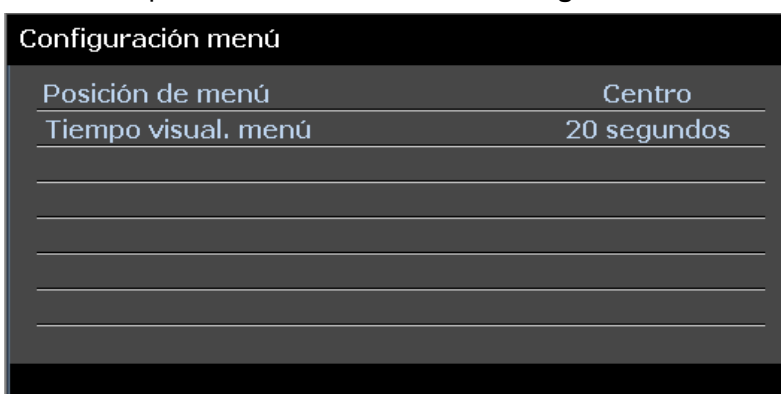 Configuración menú
Posición de menú Centro
Tiempo visual. menú 20 segundos